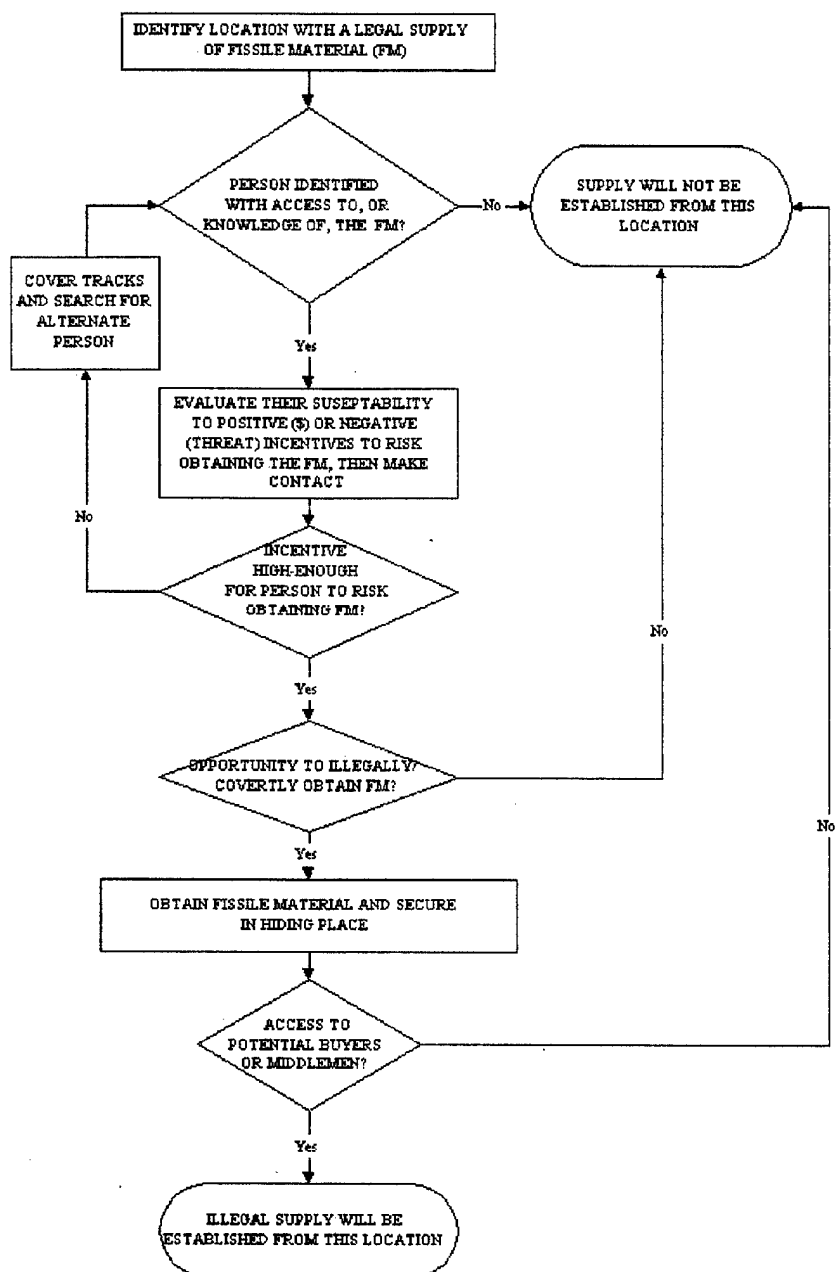 IDENTIFY LOCATION WITH A LEGAL SUPPLY
OF FISSILE MATERIAL (FM)
PERSON IDENTIFIED
WITH ACCESS TO, OR
KNOWLEDGE OF, THE FM?
No
SUPPLY WILL NOT BE
ESTABLISHED FROM THIS
LOCATION
COVER TRACKS
AND SEARCH FOR
ALTERNATE
PERSON
Yes
EVALUATE THEIR SUSEPTABILITY
TO POSITIVE ($) OR NEGATIVE
(THREAT) INCENTIVES TO RISK
OBTAINING THE FM, THEN MAKE
CONTACT
No
INCENTIVE
HIGH-ENOUGH
FOR PERSON TO RISK
OBTAINING FM?
No
Yes
OPPORTUNITY TO ILLEGALLY/
COVERTLY OBTAIN FM?
No
Yes
OBTAIN FISSILE MATERIAL AND SECURE
IN HIDING PLACE
ACCESS TO
POTENTIAL BUYERS
OR MIDDLEMEN?
Yes
ILLEGAL SUPPLY WILL BE
ESTABLISHED FROM THIS LOCATION